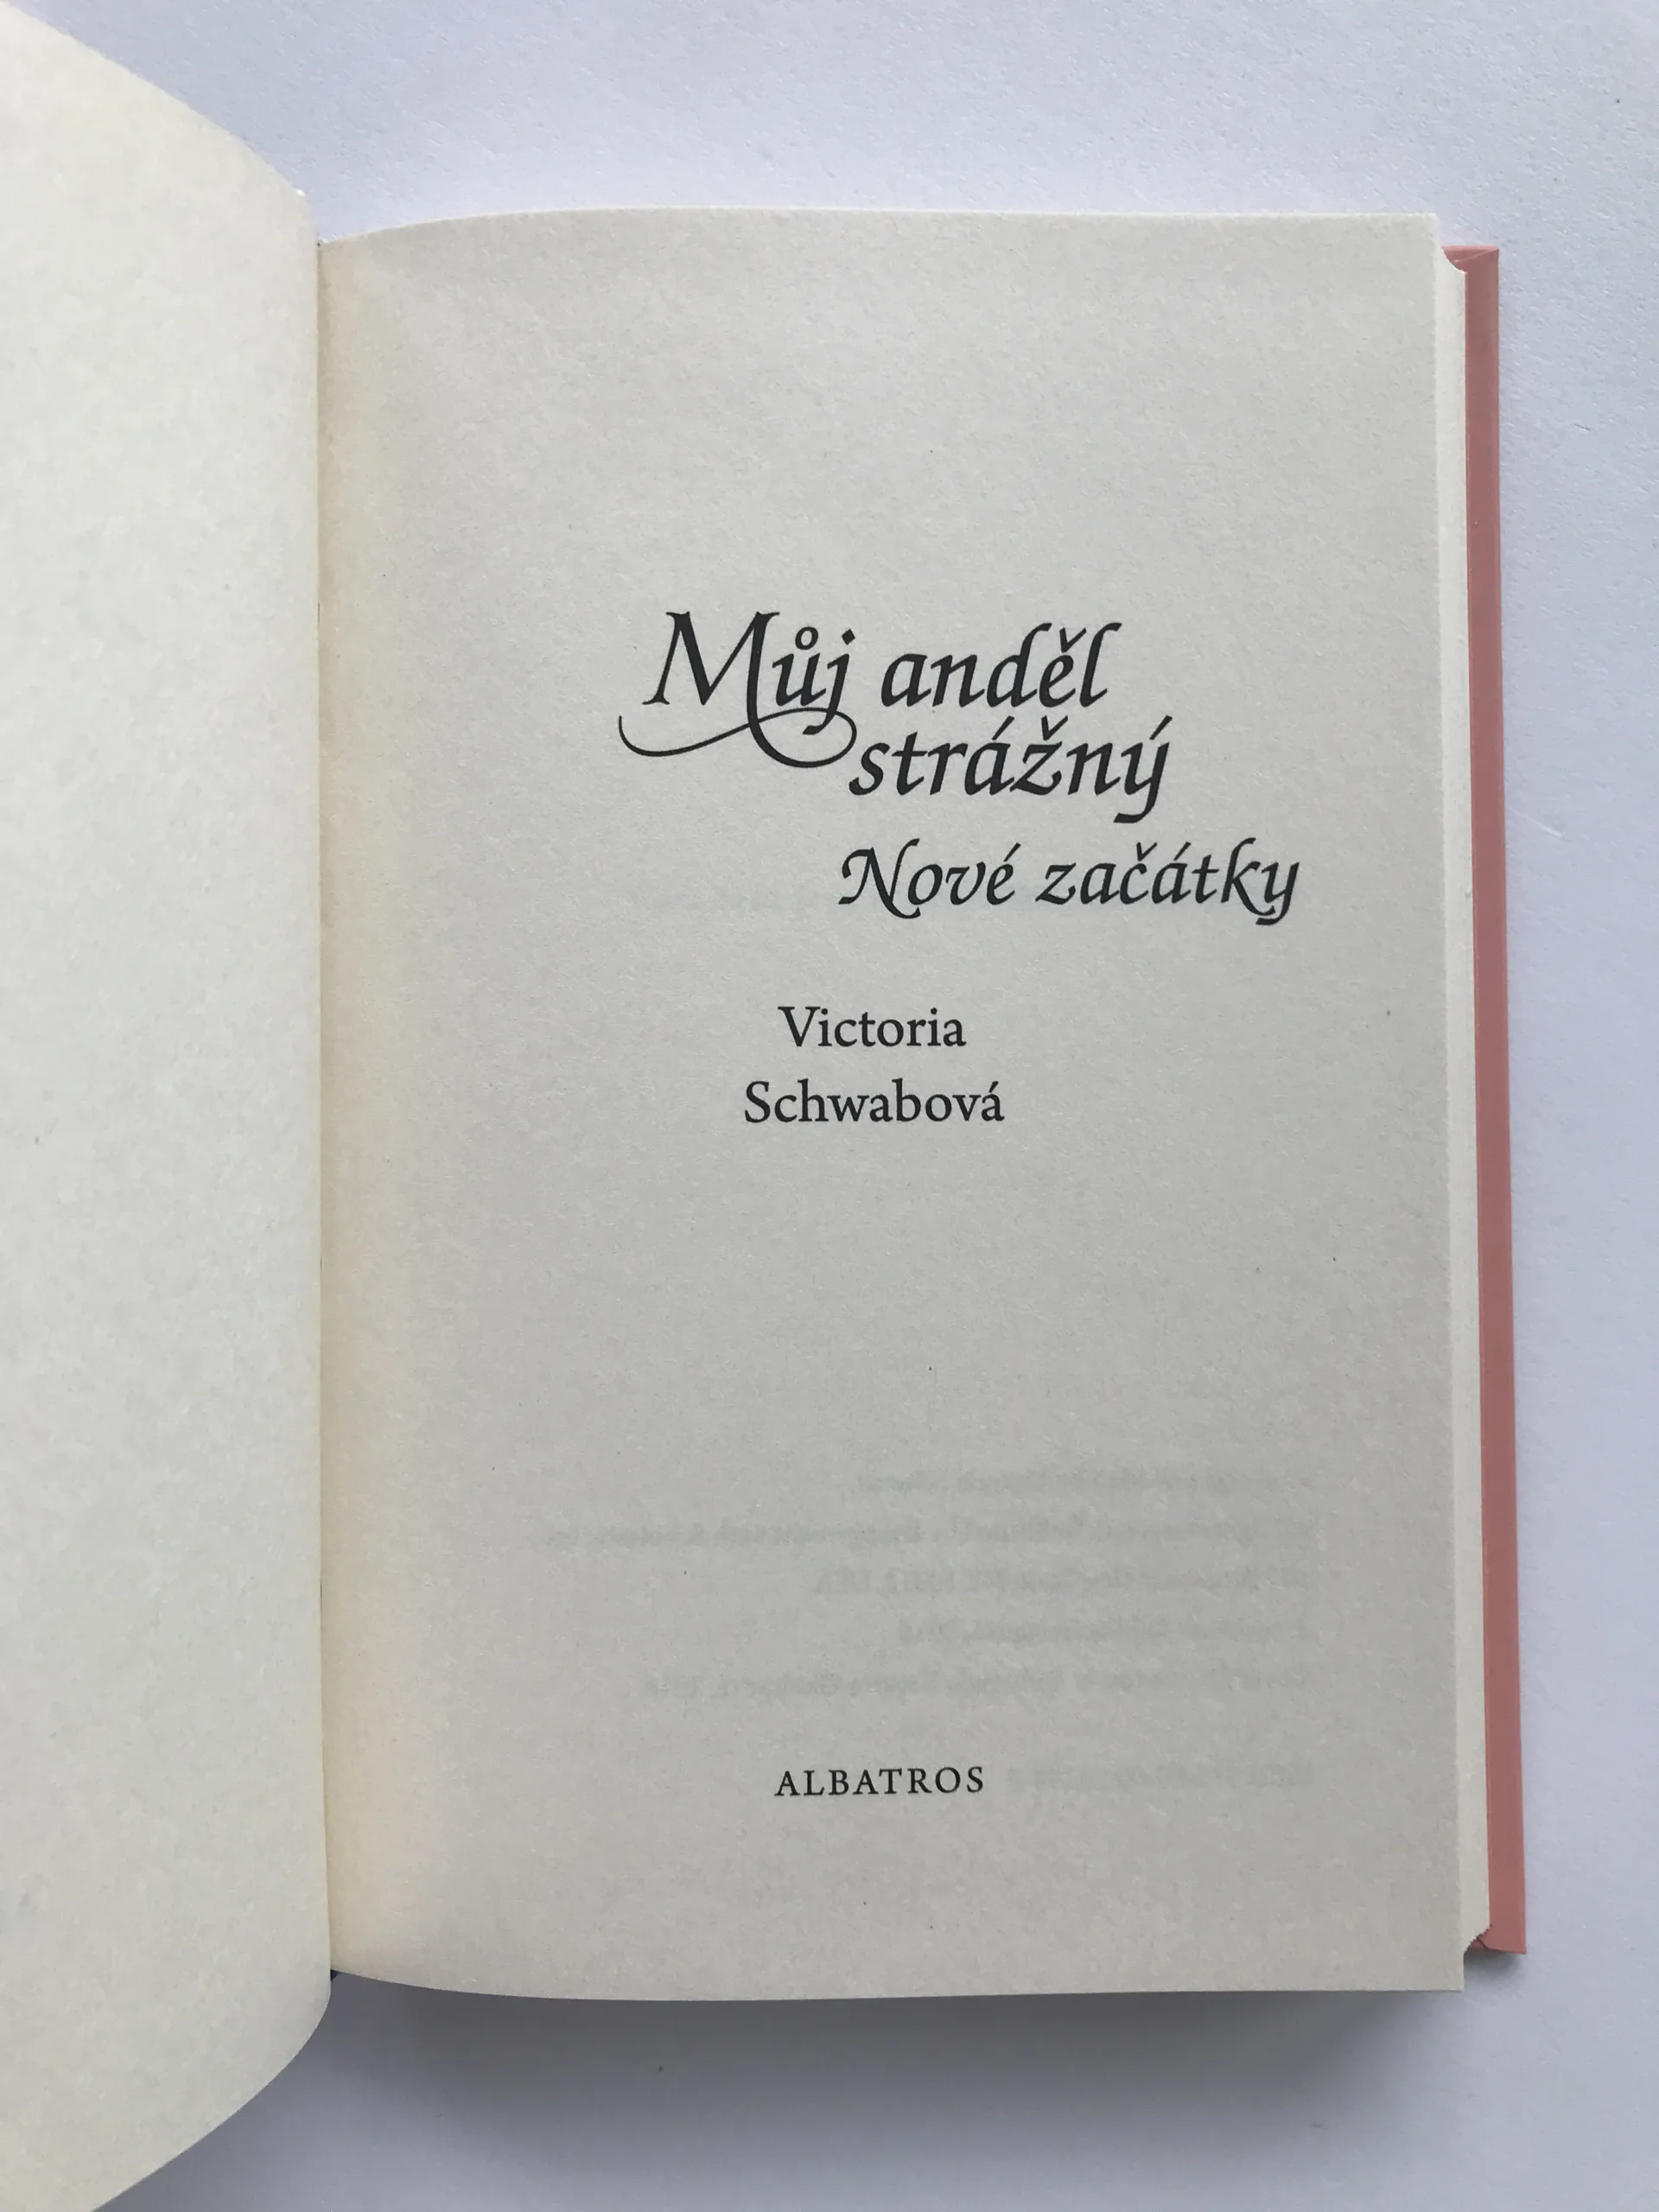 Můj anděl
strážný
Nové začátky
Victoria
Schwabová
ALBATROS